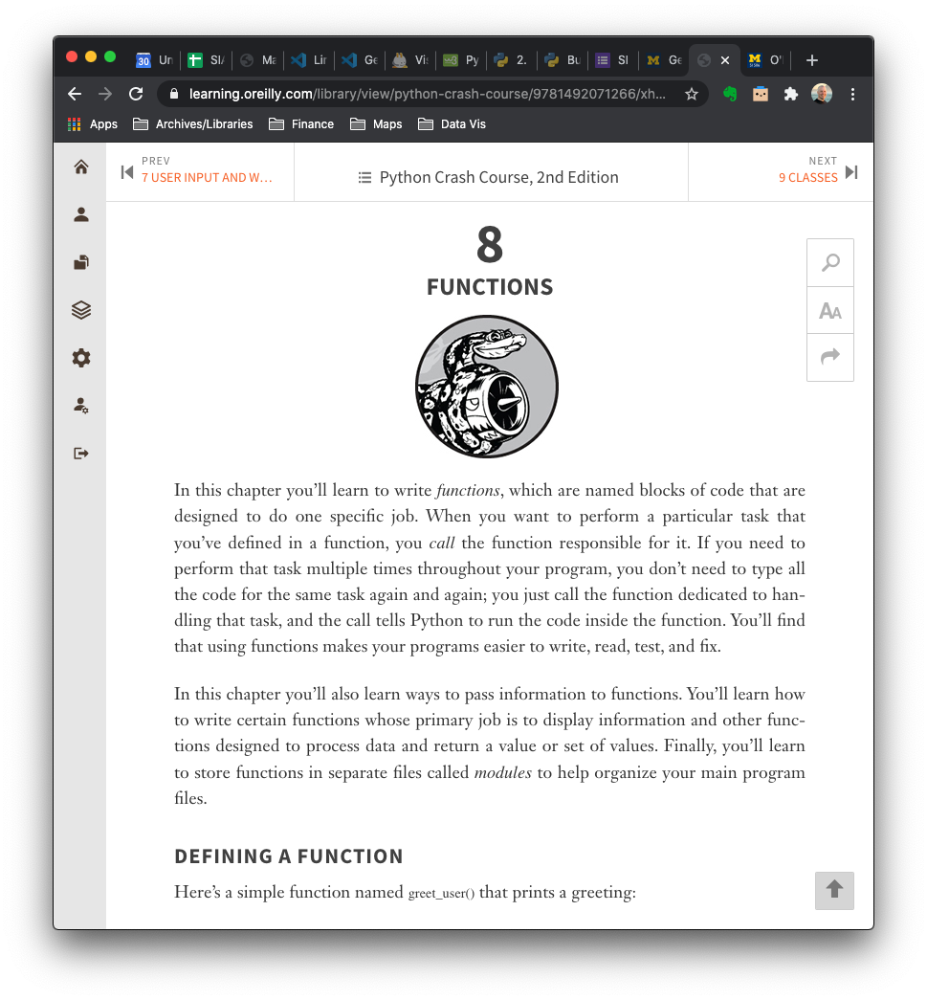 30 Un SI/ Ma Lir Ge Vi: Py 2. Bu SI Ge O'
learning.oreilly.com/library/view/python-crash-course/9781492071266/xh...
Apps Archives/Libraries Finance Maps Data Vis
PREV
7 USER INPUT AND W...
Python Crash Course, 2nd Edition
NEXT
9 CLASSES
8
FUNCTIONS
AA
In this chapter you’ll learn to write functions, which are named blocks of code that are
designed to do one specific job. When you want to perform a particular task that
you’ve defined in a function, you call the function responsible for it. If you need to
perform that task multiple times throughout your program, you don’t need to type all
the code for the same task again and again; you just call the function dedicated to han-
dling that task, and the call tells Python to run the code inside the function. You’ll find
that using functions makes your programs easier to write, read, test, and fix.
In this chapter you’ll also learn ways to pass information to functions. You’ll learn how
to write certain functions whose primary job is to display information and other func-
tions designed to process data and return a value or set of values. Finally, you’ll learn
to store functions in separate files called modules to help organize your main program
files.
DEFINING A FUNCTION
Here’s a simple function named greet_user() that prints a greeting: